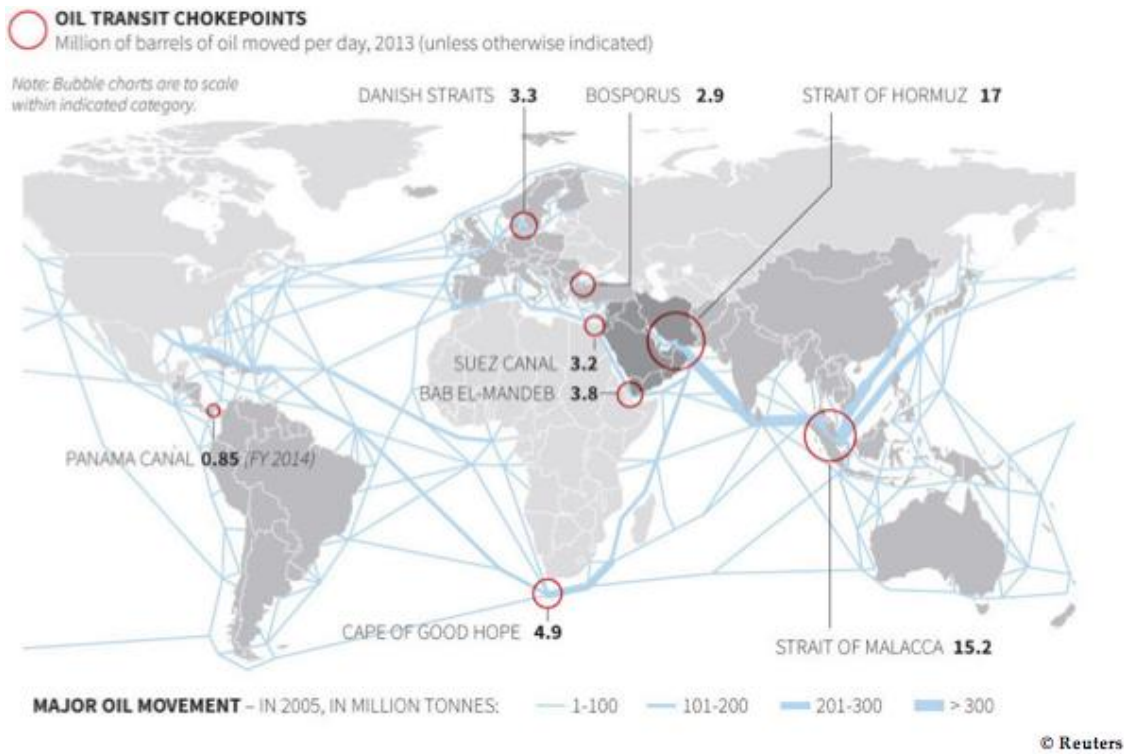 OIL TRANSIT CHOKEPOINTS
Million of barrels of oil moved per day, 2013 (unless otherwise indicated)
Note: Bubble charts are to scale
within indicated category.
DANISH STRAITS 3.3
BOSPORUS 2.9
STRAIT OF HORMUZ 17
SUEZ CANAL 3.2
BAB EL-MANDEB 3.8
PANAMA CANAL 0.85 (FY 2014)
CAPE OF GOOD HOPE 4.9
STRAIT OF MALACCA 15.2
MAJOR OIL MOVEMENT – IN 2005, IN MILLION TONNES: 1-100 101-200 201-300 > 300
© Reuters